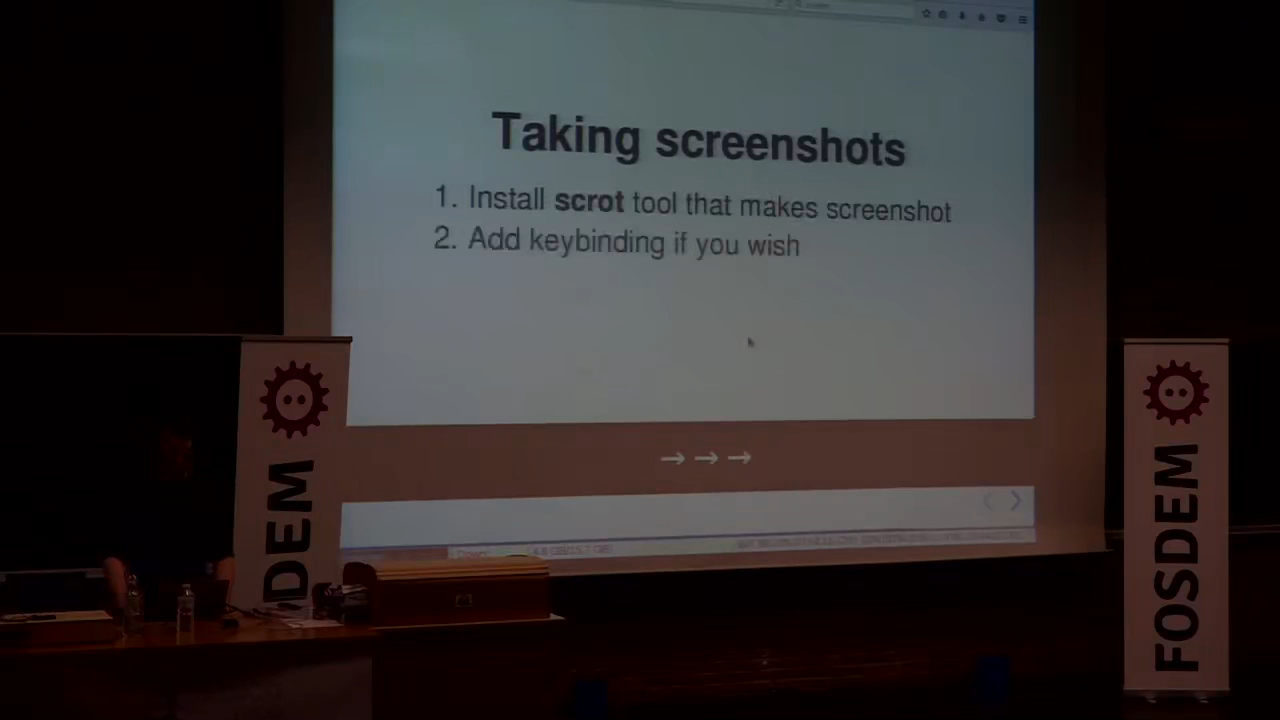 Taking screenshots
1. Install scrot tool that makes screenshot
2. Add keybinding if you wish
→ → →
DEM
FOSDEM